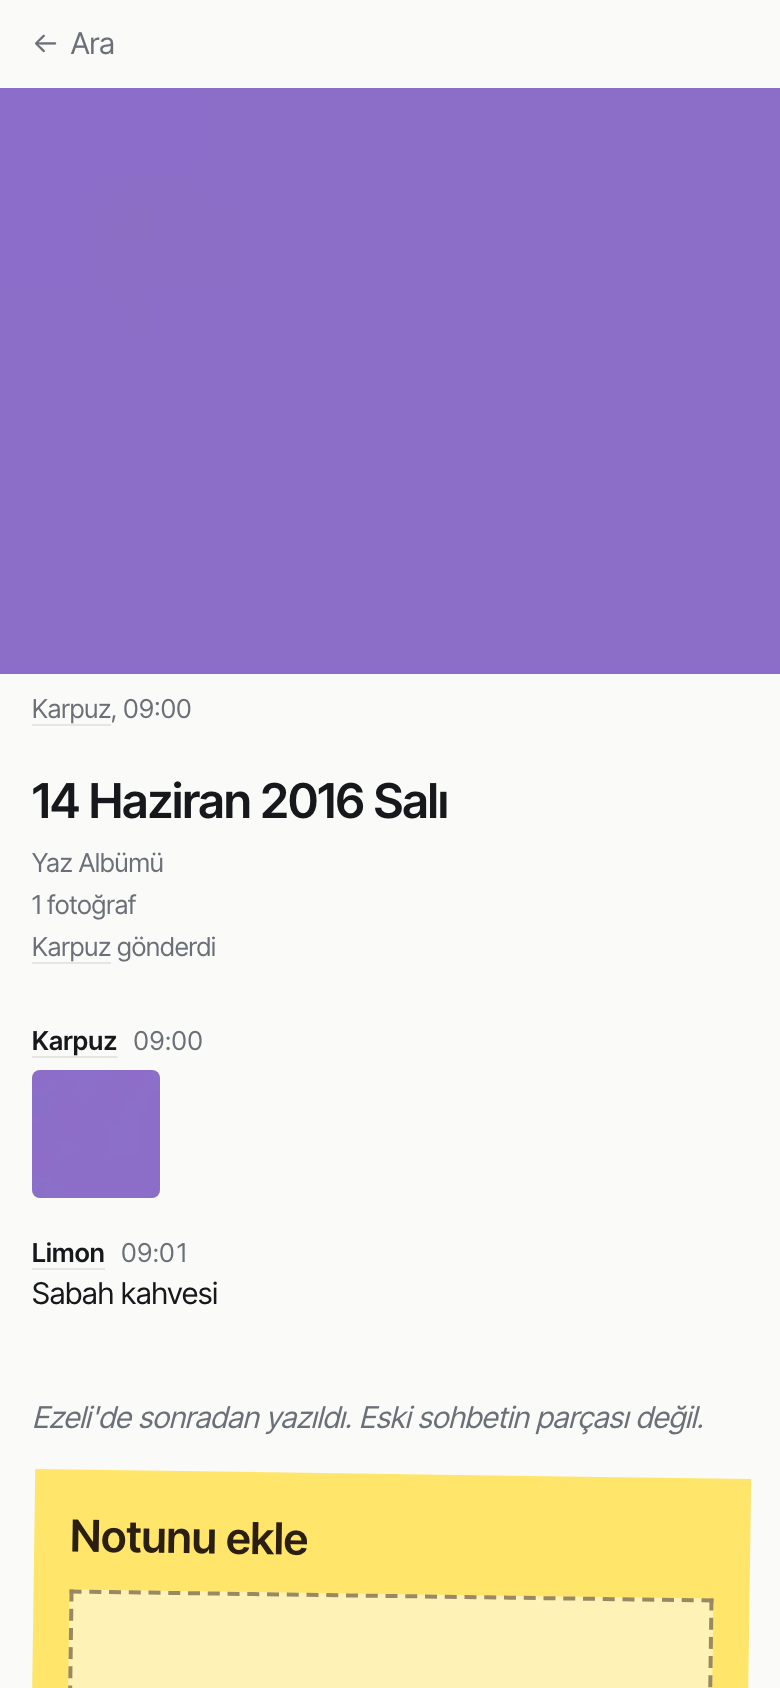 ← Ara
Karpuz, 09:00
14 Haziran 2016 Salı
Yaz Albümü
1 fotoğraf
Karpuz gönderdi
Karpuz 09:00
Limon 09:01
Sabah kahvesi
Ezeli'de sonradan yazıldı. Eski sohbetin parçası değil.
Notunu ekle